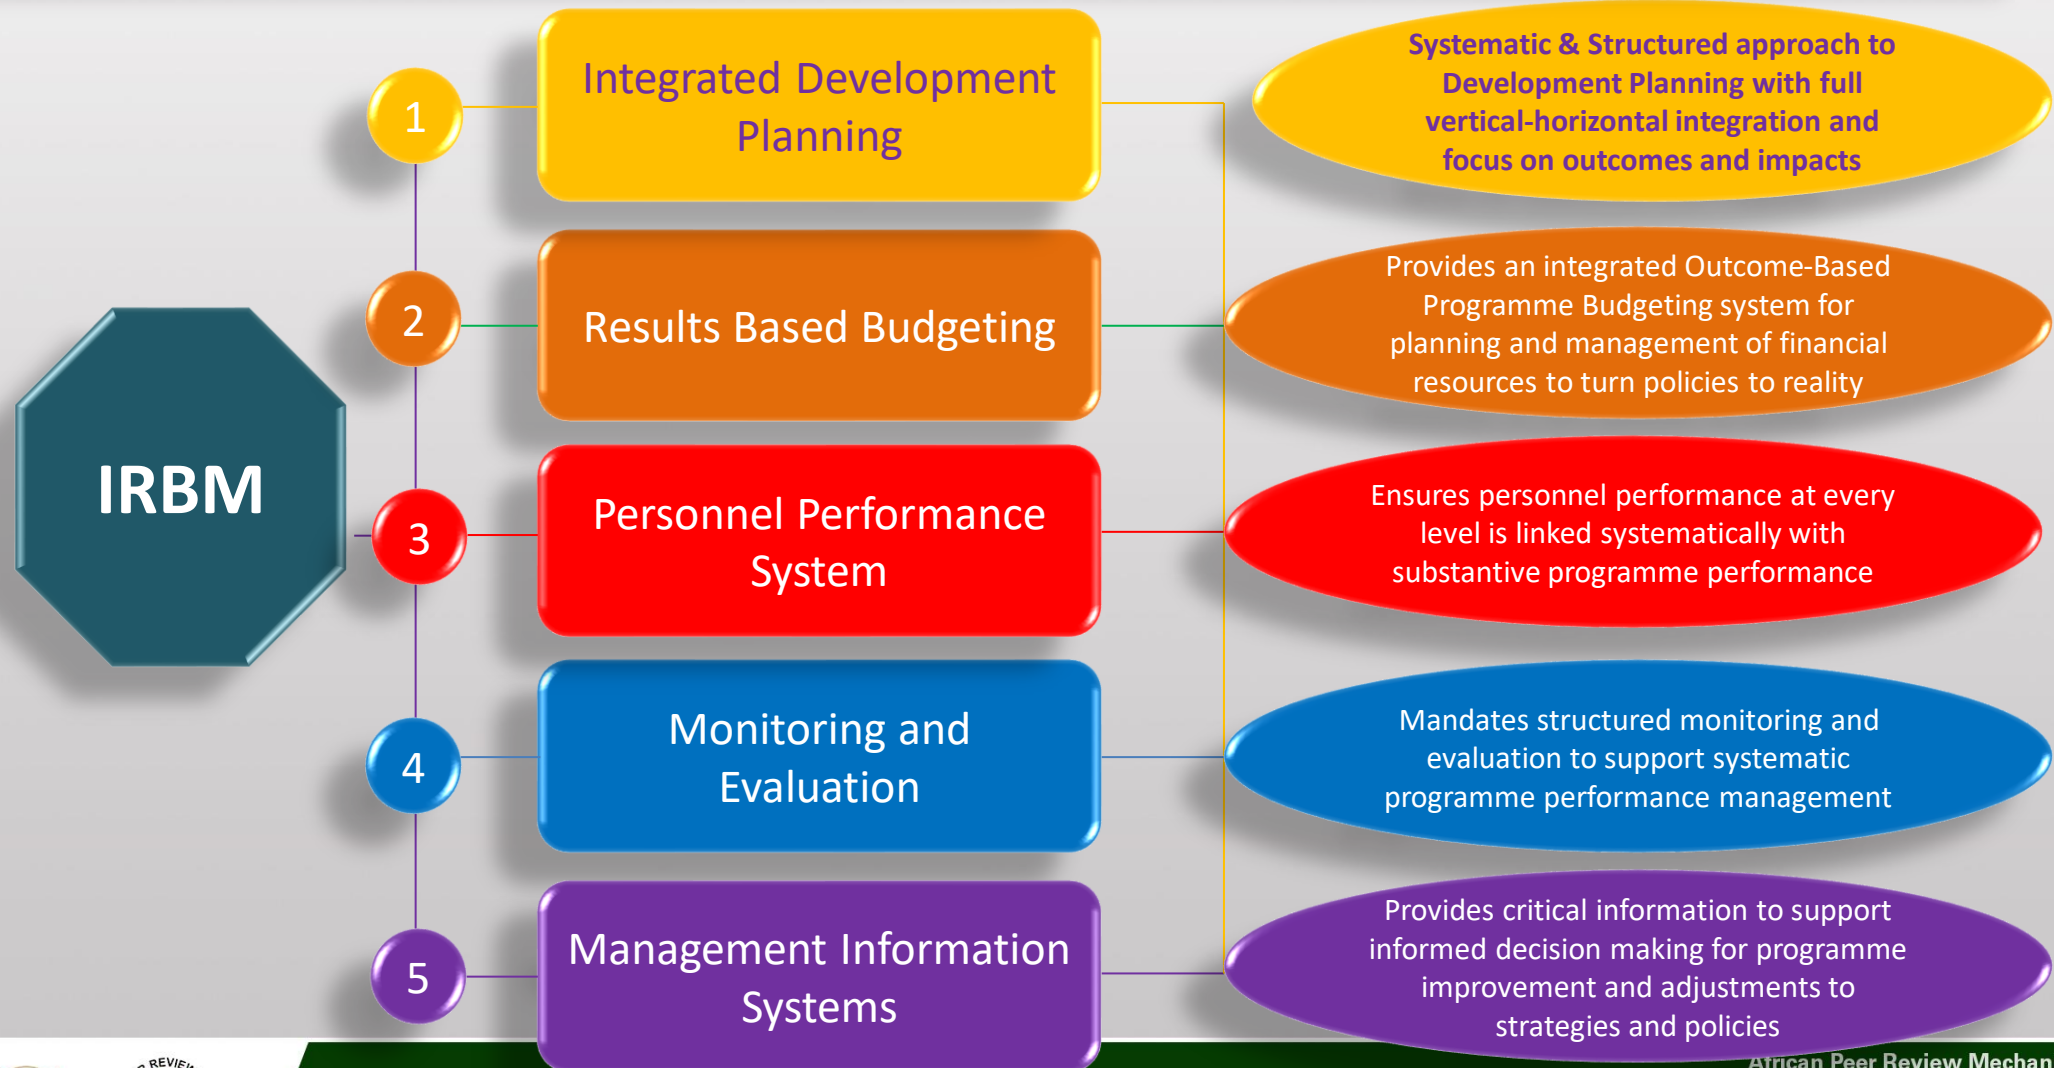 IRBM
1
Integrated Development
Planning
Systematic & Structured approach to
Development Planning with full
vertical-horizontal integration and
focus on outcomes and impacts
2
Results Based Budgeting
Provides an integrated Outcome-Based
Programme Budgeting system for
planning and management of financial
resources to turn policies to reality
3
Personnel Performance
System
Ensures personnel performance at every
level is linked systematically with
substantive programme performance
4
Monitoring and
Evaluation
Mandates structured monitoring and
evaluation to support systematic
programme performance management
5
Management Information
Systems
Provides critical information to support
informed decision making for programme
improvement and adjustments to
strategies and policies
REVIEW
African Peer Review Mechan